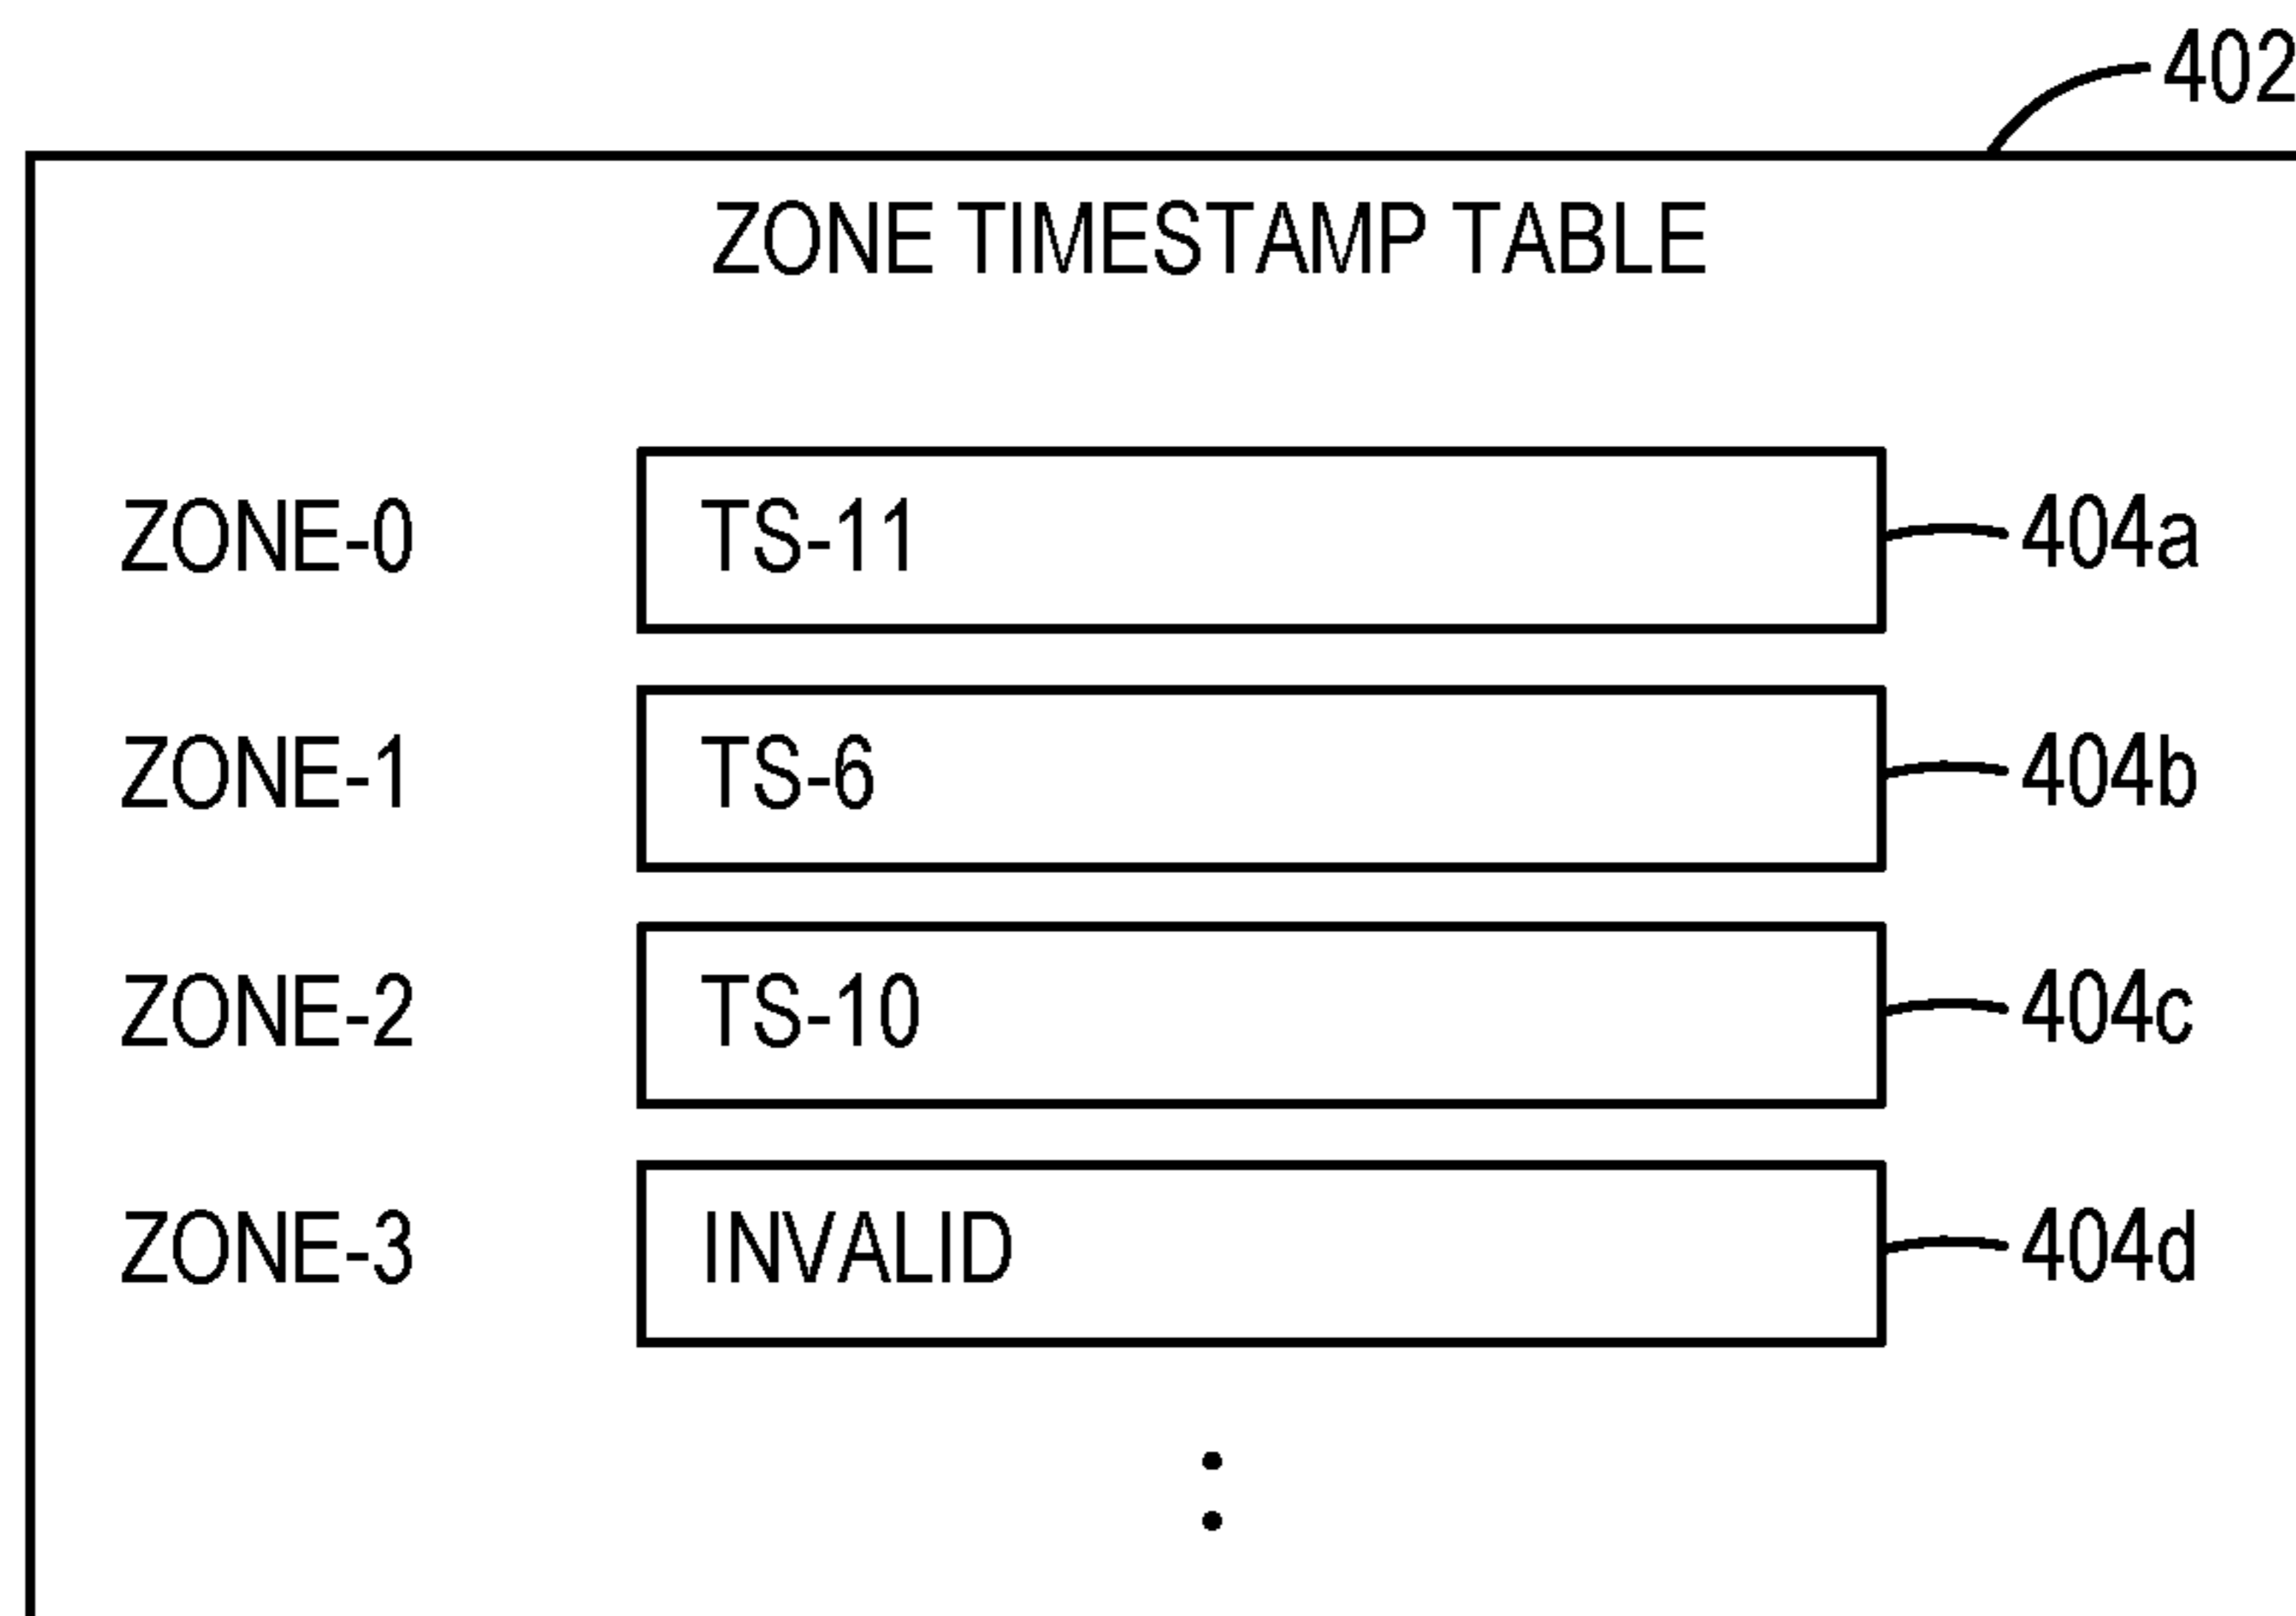 402
ZONE TIMESTAMP TABLE
ZONE-0 TS-11 404a
ZONE-1 TS-6 404b
ZONE-2 TS-10 404c
ZONE-3 INVALID 404d